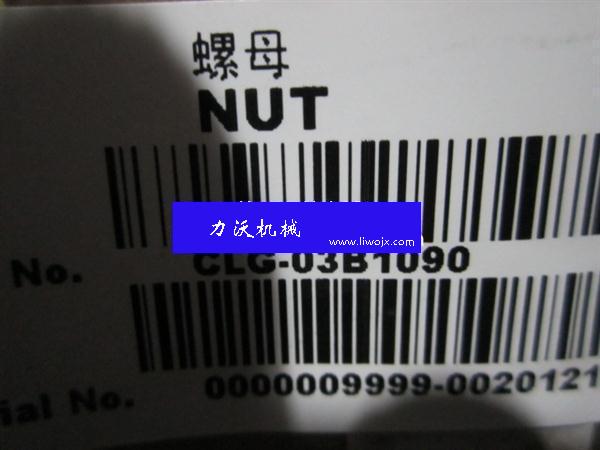 螺母
NUT
力沃机械
www.liwojx.com
No. CLG-03B1090
ial No. 0000009999-0020121